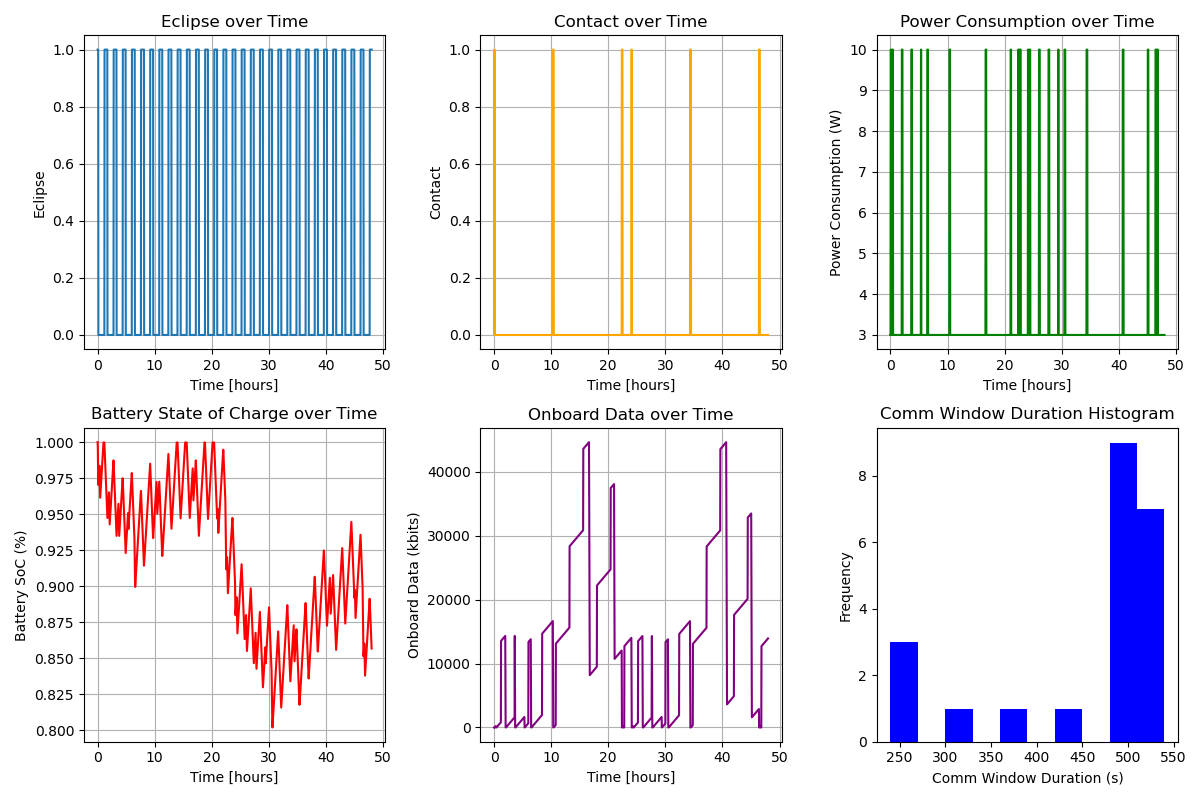 Eclipse over Time
Contact over Time
Power Consumption over Time
1.0
0.8
0.6
0.4
0.2
0.0
Eclipse
0 10 20 30 40 50
Time [hours]
1.0
0.8
0.6
0.4
0.2
0.0
Contact
0 10 20 30 40 50
Time [hours]
10
9
8
7
6
5
4
3
Power Consumption (W)
0 10 20 30 40 50
Time [hours]
Battery State of Charge over Time
Onboard Data over Time
Comm Window Duration Histogram
1.000
0.975
0.950
0.925
0.900
0.875
0.850
0.825
0.800
Battery SoC (%)
0 10 20 30 40 50
Time [hours]
40000
30000
20000
10000
0
Onboard Data (kbits)
0 10 20 30 40 50
Time [hours]
8
6
4
2
0
Frequency
250 300 350 400 450 500 550
Comm Window Duration (s)